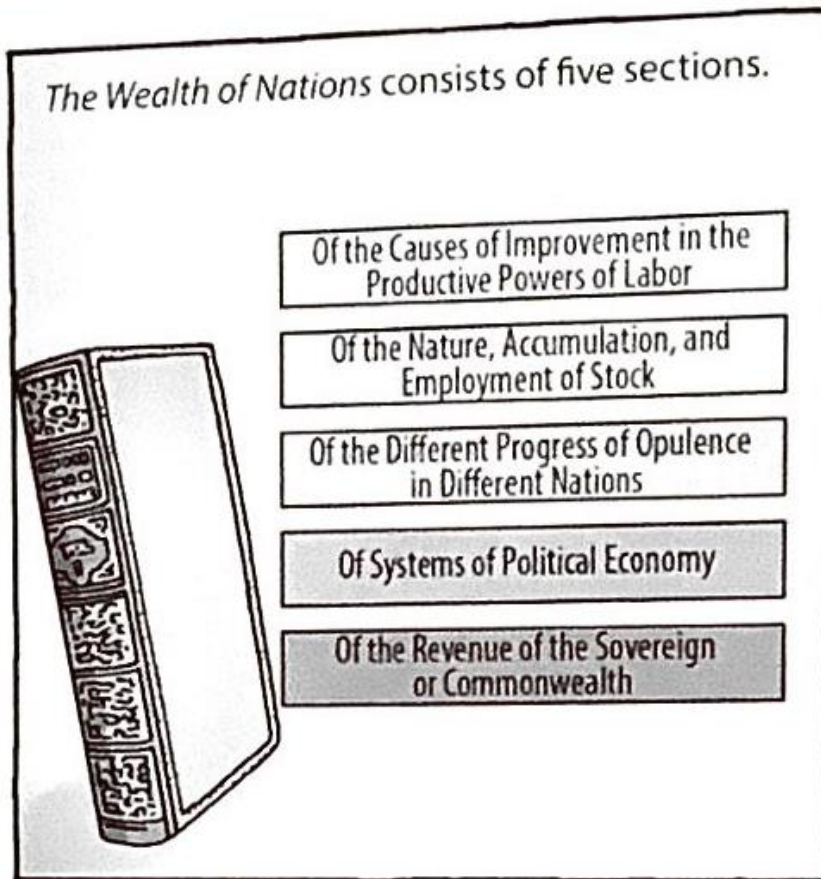 The Wealth of Nations consists of five sections.
Of the Causes of Improvement in the
Productive Powers of Labor
Of the Nature, Accumulation, and
Employment of Stock
Of the Different Progress of Opulence
in Different Nations
Of Systems of Political Economy
Of the Revenue of the Sovereign
or Commonwealth